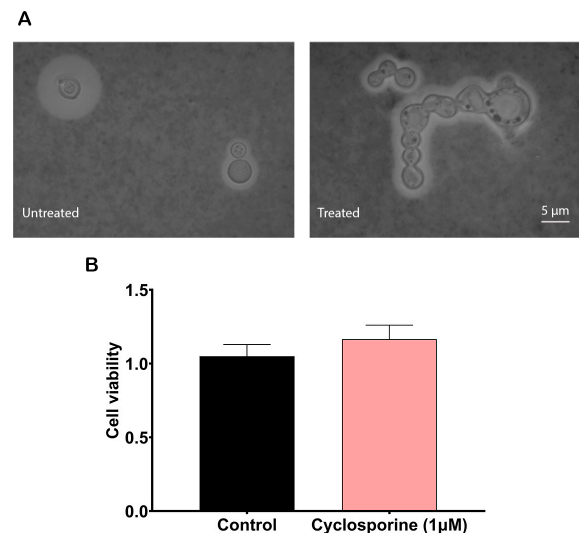 A
Untreated
Treated
5 µm
B
1.5
1.0
0.5
0.0
Cell viability
Control
Cyclosporine (1µM)